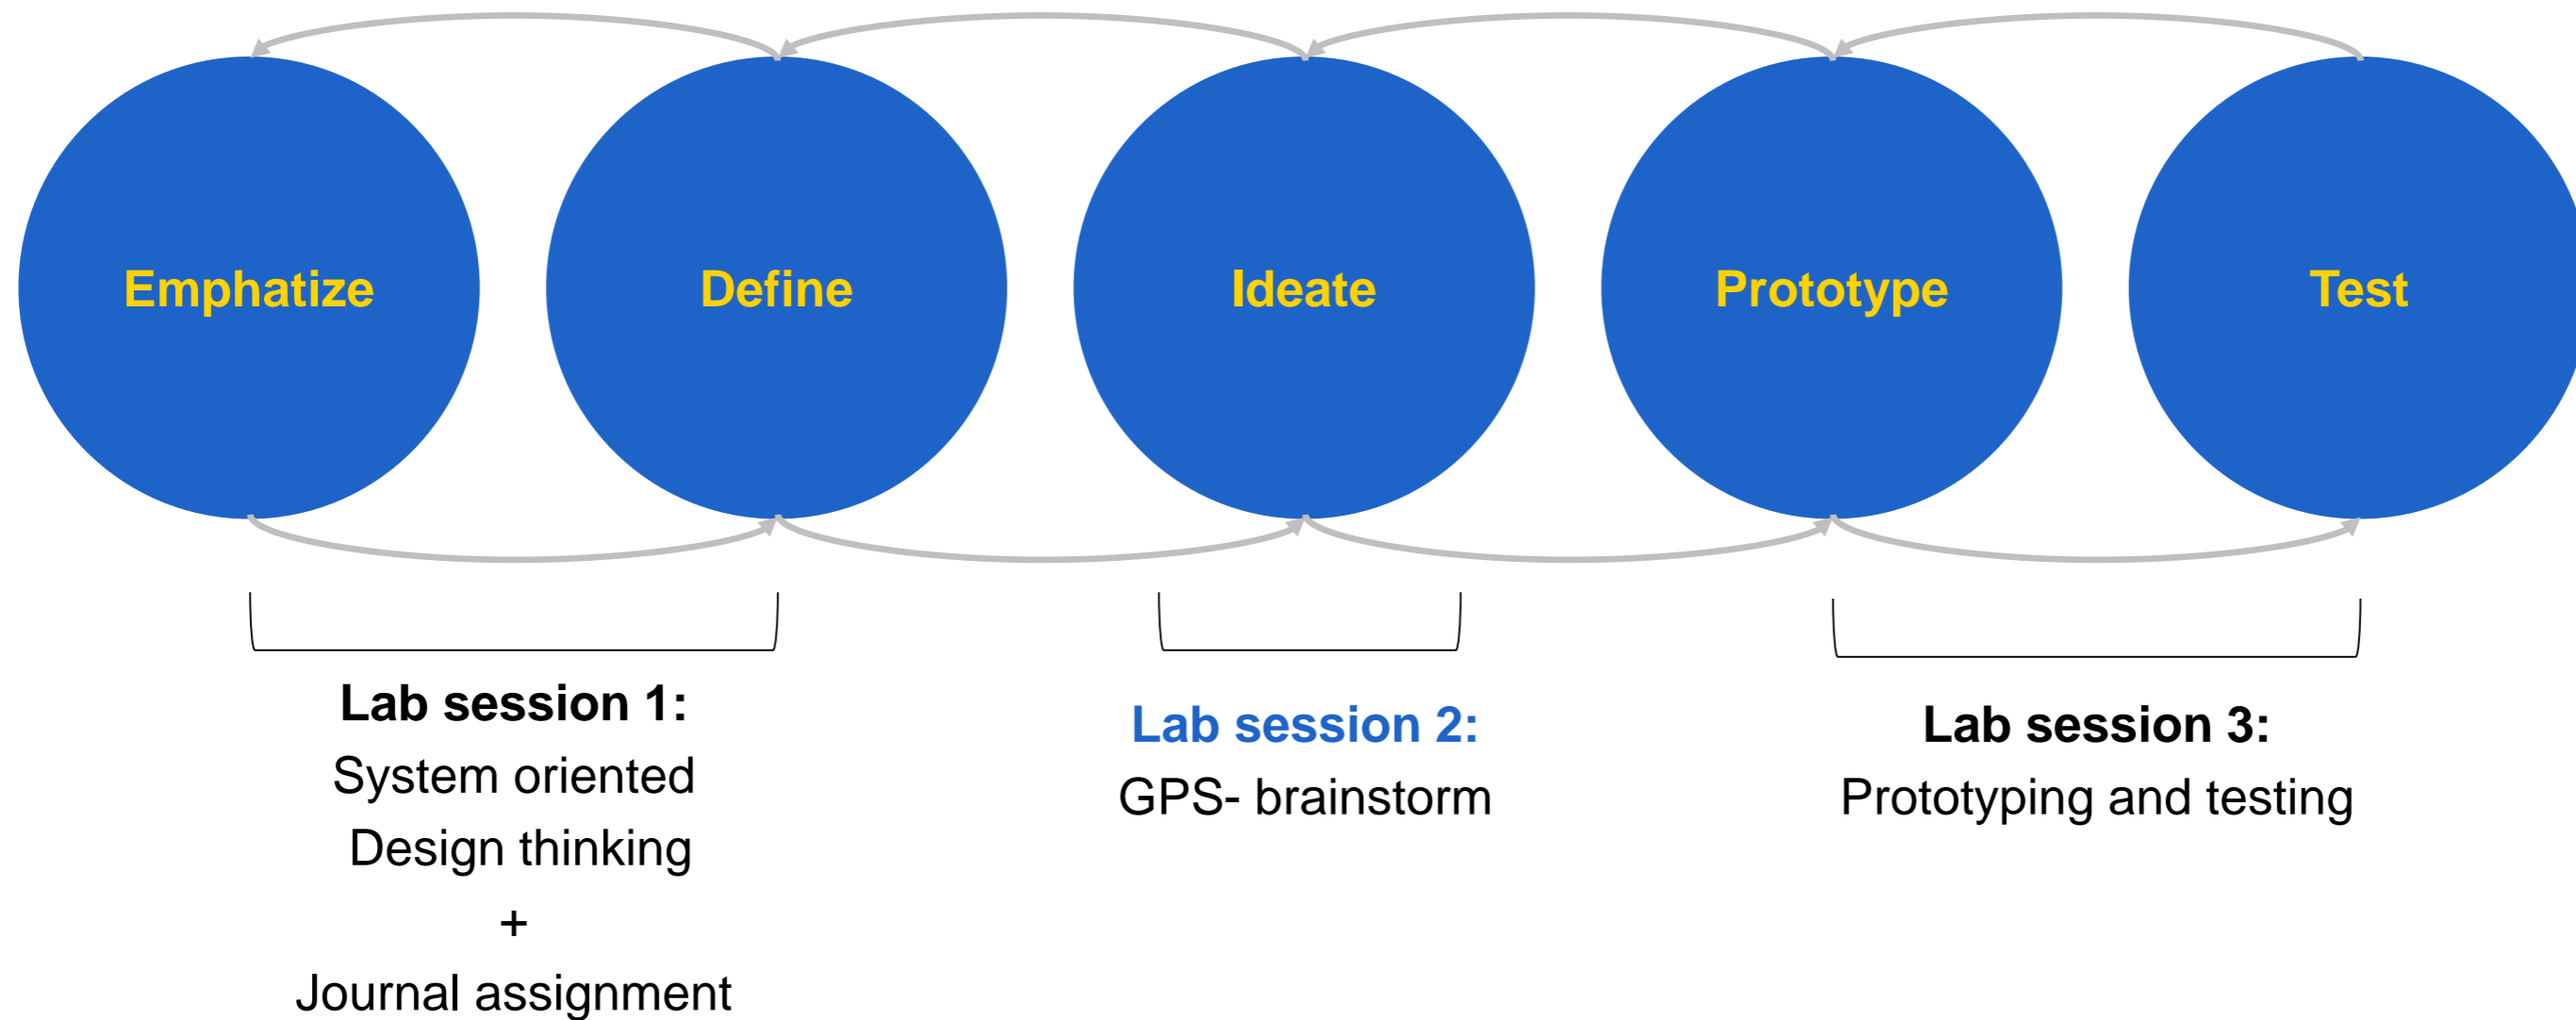 Emphatize
Define
Ideate
Prototype
Test
Lab session 1:
System oriented
Design thinking
+
Journal assignment
Lab session 2:
GPS- brainstorm
Lab session 3:
Prototyping and testing